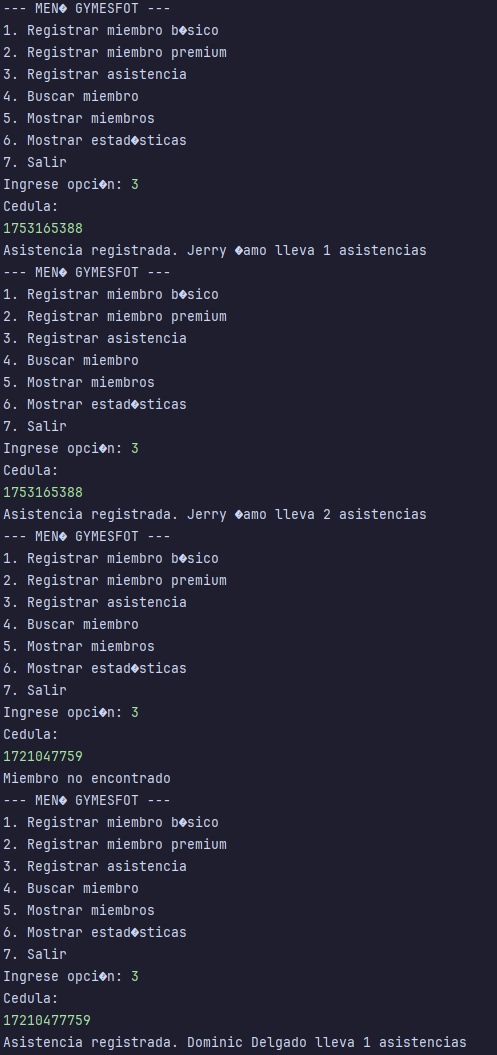 --- MEN� GYMESFOT ---
1. Registrar miembro b�sico
2. Registrar miembro premium
3. Registrar asistencia
4. Buscar miembro
5. Mostrar miembros
6. Mostrar estad�sticas
7. Salir
Ingrese opci�n: 3
Cedula:
1753165388
Asistencia registrada. Jerry �amo lleva 1 asistencias
--- MEN� GYMESFOT ---
1. Registrar miembro b�sico
2. Registrar miembro premium
3. Registrar asistencia
4. Buscar miembro
5. Mostrar miembros
6. Mostrar estad�sticas
7. Salir
Ingrese opci�n: 3
Cedula:
1753165388
Asistencia registrada. Jerry �amo lleva 2 asistencias
--- MEN� GYMESFOT ---
1. Registrar miembro b�sico
2. Registrar miembro premium
3. Registrar asistencia
4. Buscar miembro
5. Mostrar miembros
6. Mostrar estad�sticas
7. Salir
Ingrese opci�n: 3
Cedula:
1721047759
Miembro no encontrado
--- MEN� GYMESFOT ---
1. Registrar miembro b�sico
2. Registrar miembro premium
3. Registrar asistencia
4. Buscar miembro
5. Mostrar miembros
6. Mostrar estad�sticas
7. Salir
Ingrese opci�n: 3
Cedula:
17210477759
Asistencia registrada. Dominic Delgado lleva 1 asistencias